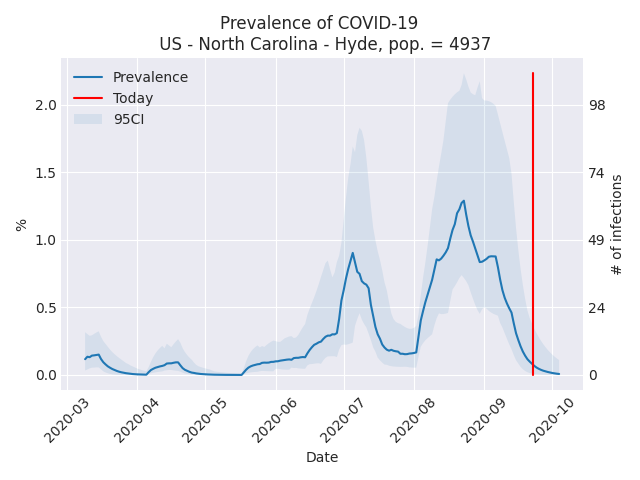 Prevalence of COVID-19
US - North Carolina - Hyde, pop. = 4937
Prevalence
Today
95CI
%
2.0
1.5
1.0
0.5
0.0
98
74
49
24
0
# of infections
2020-03
2020-04
2020-05
2020-06
2020-07
2020-08
2020-09
2020-10
Date